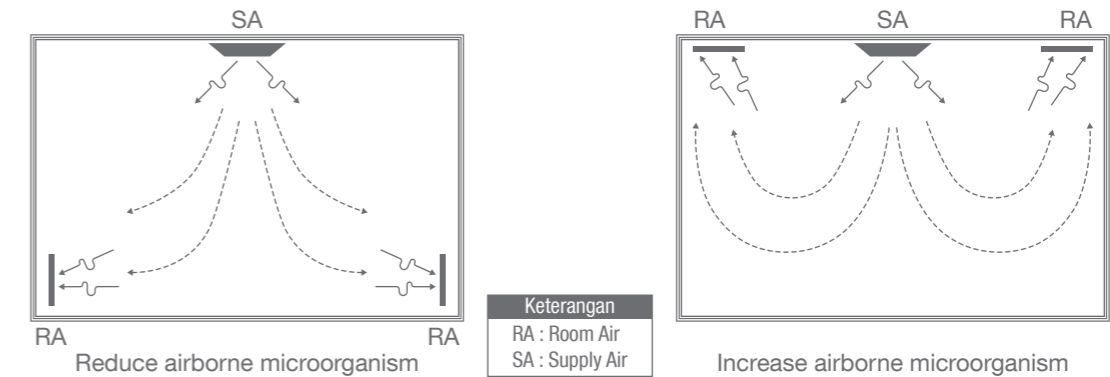 SA
RA
RA
Reduce airborne microorganism
Keterangan
RA : Room Air
SA : Supply Air
RA
SA
RA
Increase airborne microorganism